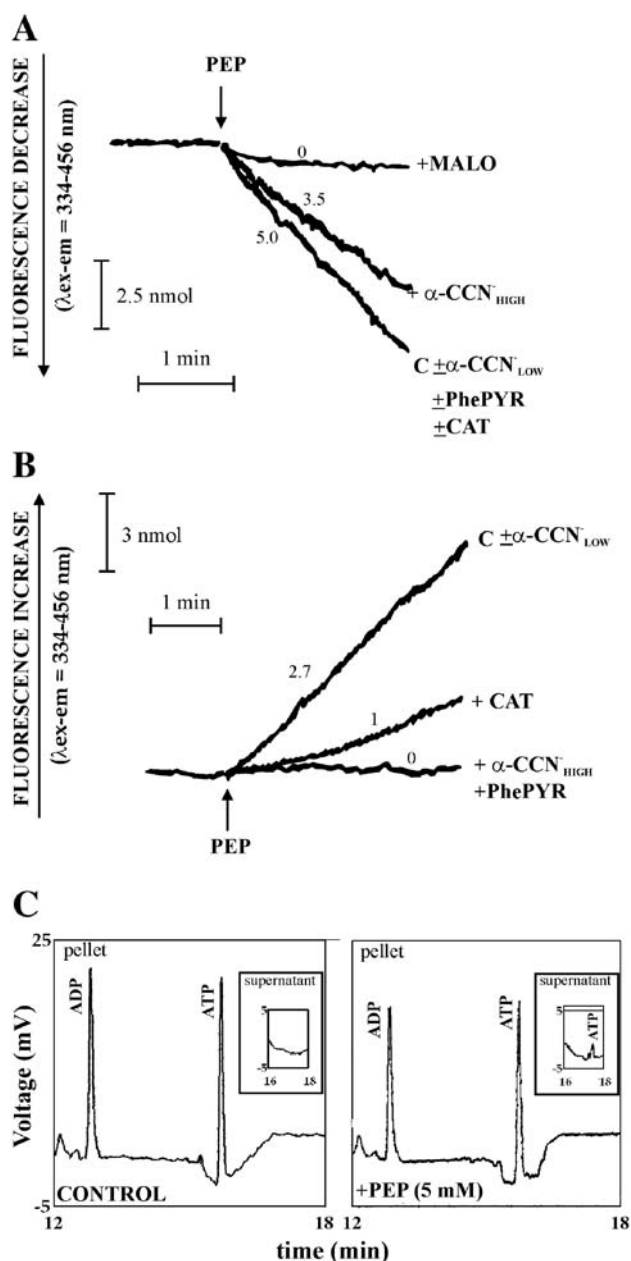 A
FLUORESCENCE DECREASE
(λex-em = 334-456 nm)
PEP
0
+MALO
3.5
5.0
2.5 nmol
+ α-CCN⁻HIGH
1 min
C ±α-CCN⁻LOW
±PhePYR
±CAT
B
FLUORESCENCE INCREASE
(λex-em = 334-456 nm)
3 nmol
C ±α-CCN⁻LOW
1 min
2.7
+ CAT
1
0
+ α-CCN⁻HIGH
+PhePYR
PEP
C
Voltage (mV)
25
-5
pellet
ADP
ATP
supernatant
5
-5
16 18
CONTROL
12 18
pellet
ADP
ATP
supernatant
5
ATP
-5
16 18
+PEP (5 mM)
12 18
time (min)